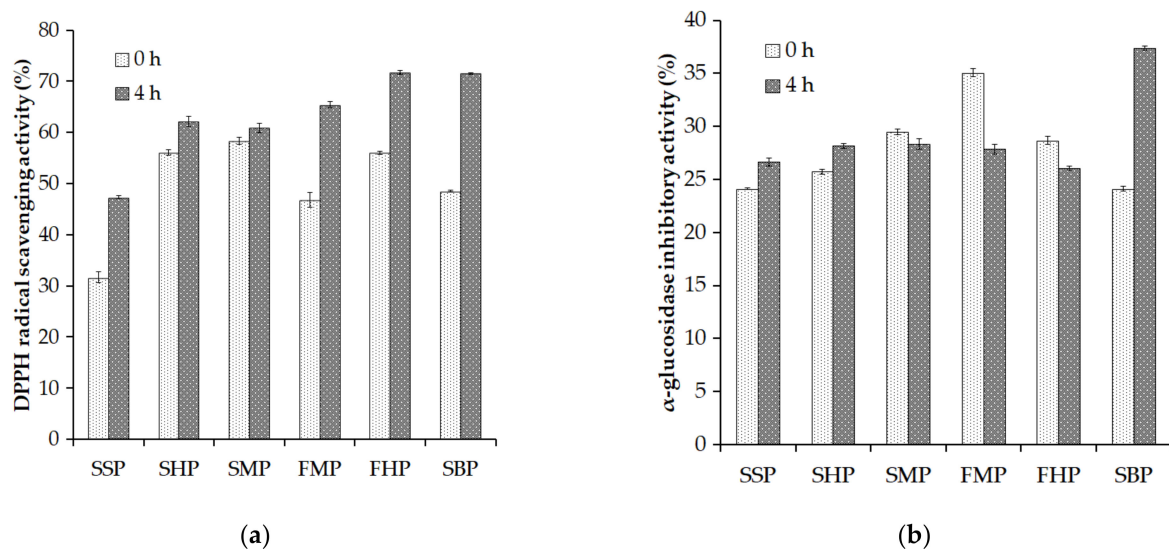 DPPH radical scavenging activity (%)
80
70
60
50
40
30
20
10
0
0 h
4 h
SSP SHP SMP FMP FHP SBP
(a)
α-glucosidase inhibitory activity (%)
40
35
30
25
20
15
10
5
0
0 h
4 h
SSP SHP SMP FMP FHP SBP
(b)